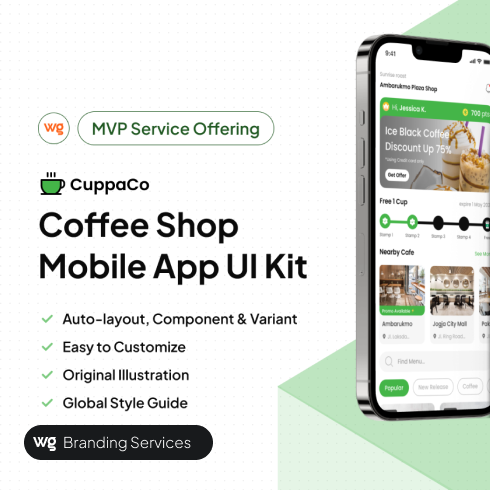 wg MVP Service Offering
CuppaCo
Coffee Shop
Mobile App UI Kit
Auto-layout, Component & Variant
Easy to Customize
Original Illustration
Global Style Guide
wg Branding Services
9:41
Ambarukmo Plaza Shop
Hi, Jessica K.
700 pts
Ice Black Coffee
Discount Up 75%
Get Offer
Free 1 Cup
Stamp 1 Stamp 2 Stamp 3 Stamp 4
Nearby Cafe
See Mo
Ambarukmo
Jogja City Mall
Pak
Find Menu...
Popular
New Release
Coffee